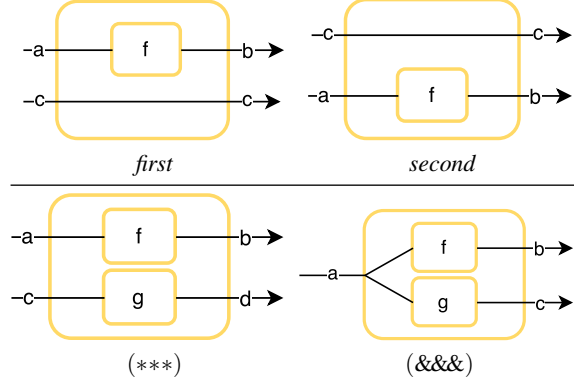 a f b
c c
first
c c
a f b
second
a f b
c g d
(***)
a f b
g c
(&&&)